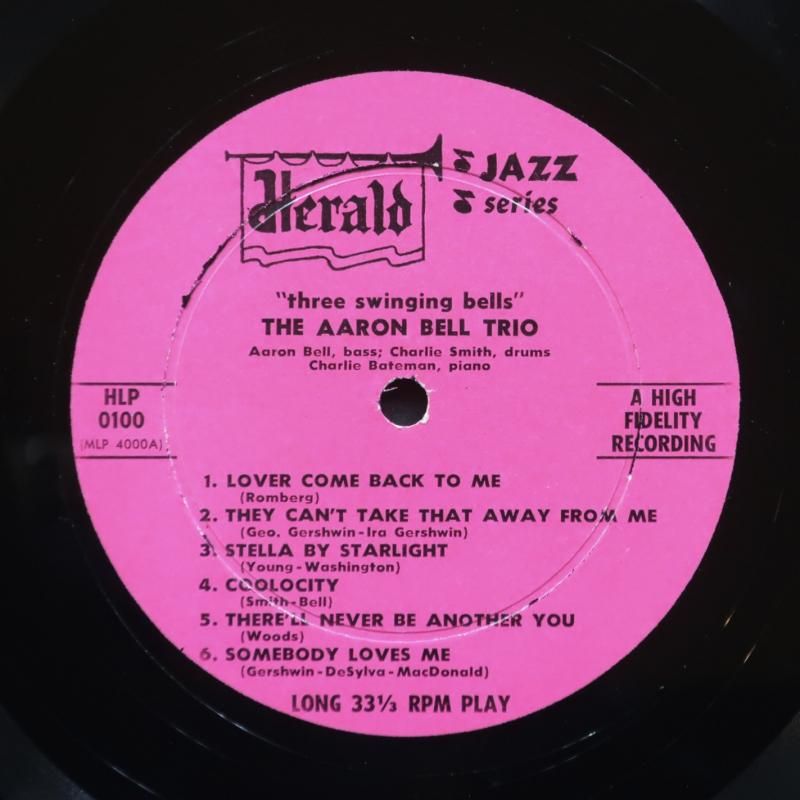 Herald JAZZ
series
"three swinging bells"
THE AARON BELL TRIO
Aaron Bell, bass; Charlie Smith, drums
Charlie Bateman, piano
HLP
0100
(MLP 4000A)
A HIGH
FIDELITY
RECORDING
1. LOVER COME BACK TO ME
(Romberg)
2. THEY CAN'T TAKE THAT AWAY FROM ME
(Geo. Gershwin-Ira Gershwin)
3. STELLA BY STARLIGHT
(Young-Washington)
4. COOLOCITY
(Smith-Bell)
5. THERE'LL NEVER BE ANOTHER YOU
(Woods)
6. SOMEBODY LOVES ME
(Gershwin-DeSylva-MacDonald)
LONG 33⅓ RPM PLAY